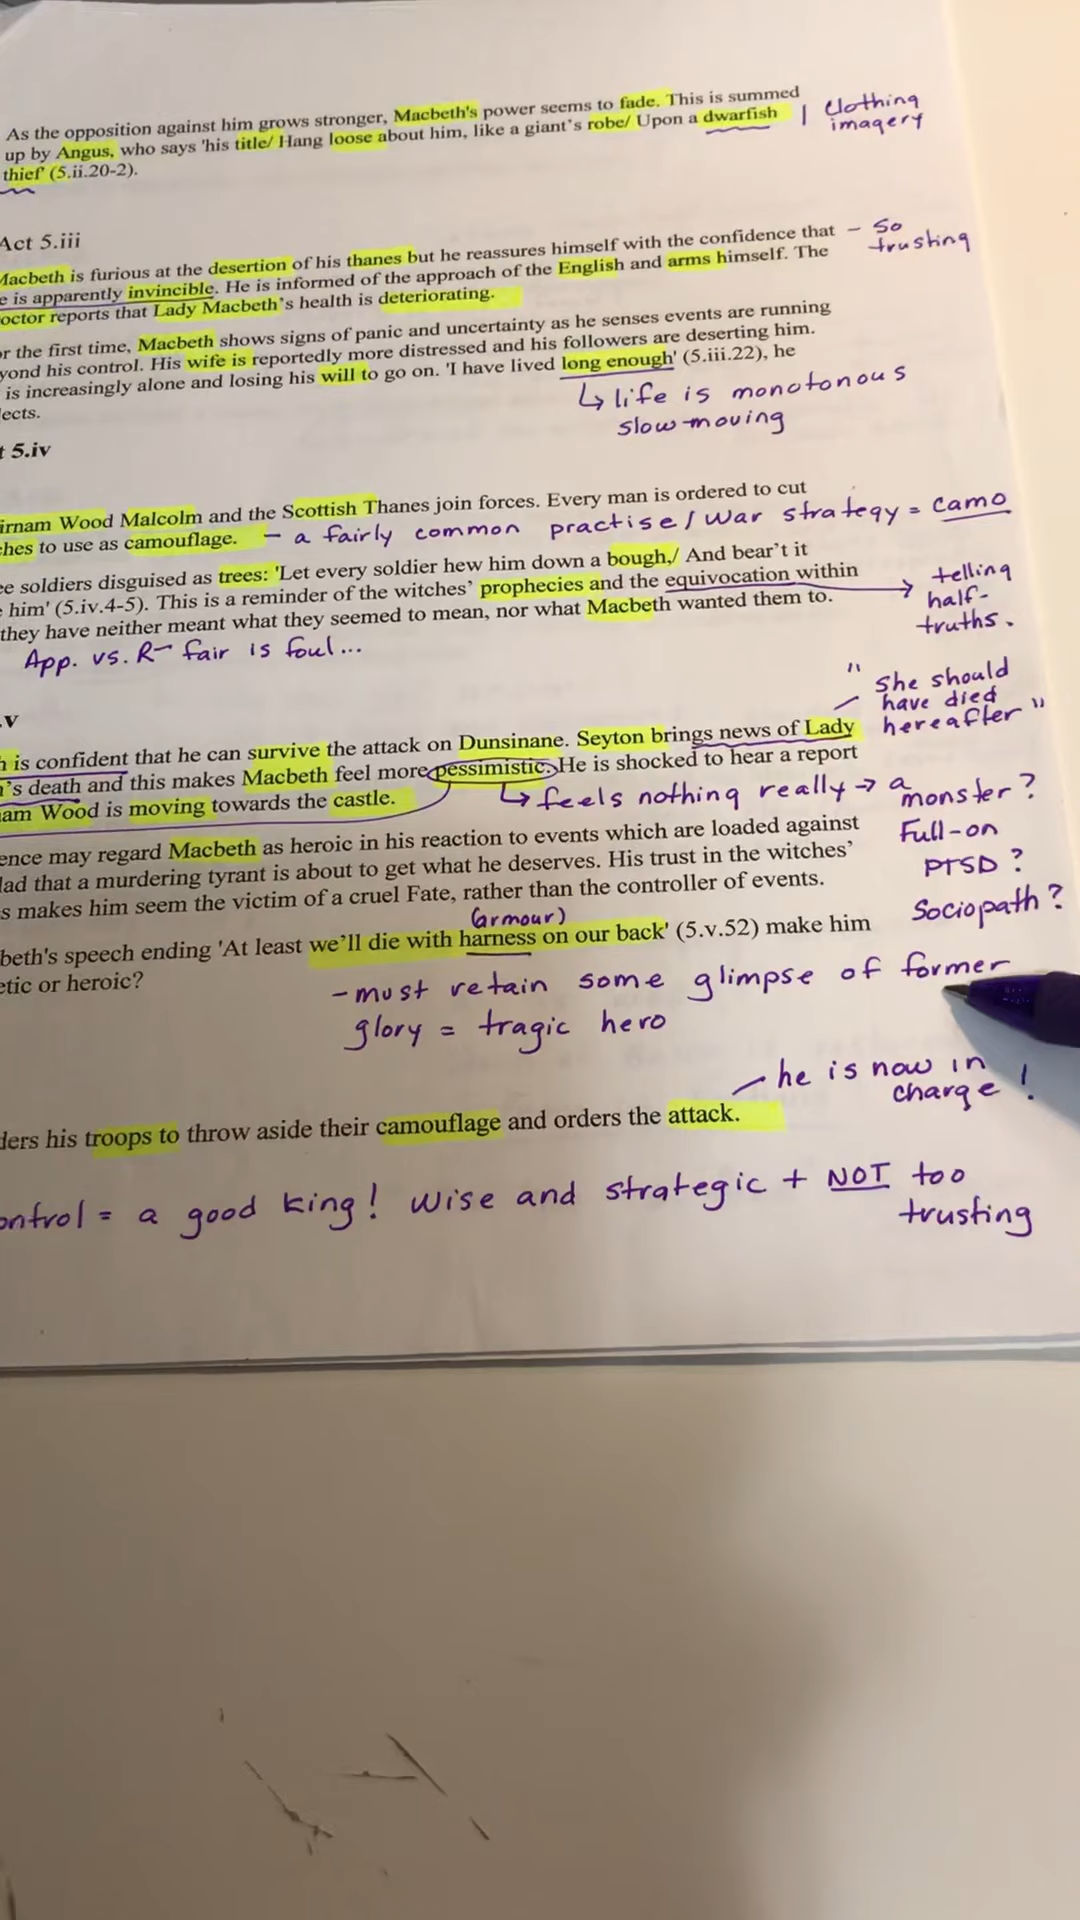 As the opposition against him grows stronger, Macbeth's power seems to fade. This is summed
up by Angus, who says 'his title/ Hang loose about him, like a giant's robe/ Upon a dwarfish
thief' (5.ii.20-2).
| clothing
imagery
Act 5.iii
Macbeth is furious at the desertion of his thanes but he reassures himself with the confidence that
e is apparently invincible. He is informed of the approach of the English and arms himself. The
octor reports that Lady Macbeth's health is deteriorating.
- so
trusting
or the first time, Macbeth shows signs of panic and uncertainty as he senses events are running
yond his control. His wife is reportedly more distressed and his followers are deserting him.
is increasingly alone and losing his will to go on. 'I have lived long enough' (5.iii.22), he
lects.
↳ life is monotonous
slow-moving
t 5.iv
irnam Wood Malcolm and the Scottish Thanes join forces. Every man is ordered to cut
ches to use as camouflage.
- a fairly common practise / war strategy = camo
ee soldiers disguised as trees: 'Let every soldier hew him down a bough,/ And bear't it
him' (5.iv.4-5). This is a reminder of the witches' prophecies and the equivocation within
they have neither meant what they seemed to mean, nor what Macbeth wanted them to.
→ telling
half-
truths.
App. vs. R- fair is foul...
.v
h is confident that he can survive the attack on Dunsinane. Seyton brings news of Lady
n's death and this makes Macbeth feel more pessimistic. He is shocked to hear a report
am Wood is moving towards the castle.
- "she should
have died
hereafter"
↳ feels nothing really → a
monster?
Full-on
PTSD?
Sociopath?
ence may regard Macbeth as heroic in his reaction to events which are loaded against
lad that a murdering tyrant is about to get what he deserves. His trust in the witches'
s makes him seem the victim of a cruel Fate, rather than the controller of events.
(armour)
beth's speech ending 'At least we'll die with harness on our back' (5.v.52) make him
etic or heroic?
- must retain some glimpse of former
glory = tragic hero
- he is now in
charge!
ders his troops to throw aside their camouflage and orders the attack.
ontrol = a good king! Wise and strategic + NOT too
trusting